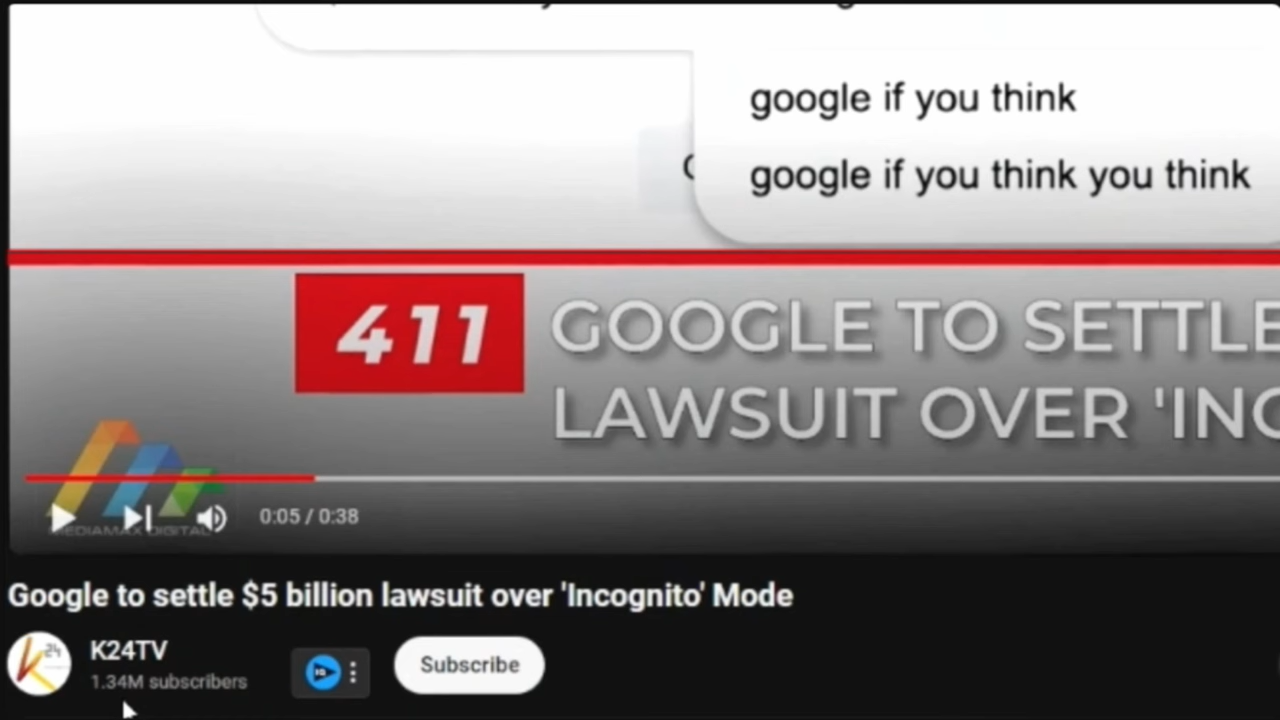 google if you think
google if you think you think
411
GOOGLE TO SETTLE
LAWSUIT OVER 'INC
MEDIAMAX DIGITAL
0:05 / 0:38
Google to settle $5 billion lawsuit over 'Incognito' Mode
K24TV
1.34M subscribers
Subscribe